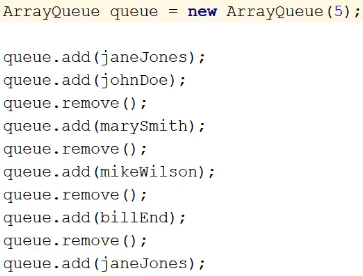 ArrayQueue queue = new ArrayQueue(5);
queue.add(janeJones);
queue.add(johnDoe);
queue.remove();
queue.add(marySmith);
queue.remove();
queue.add(mikeWilson);
queue.remove();
queue.add(billEnd);
queue.remove();
queue.add(janeJones);